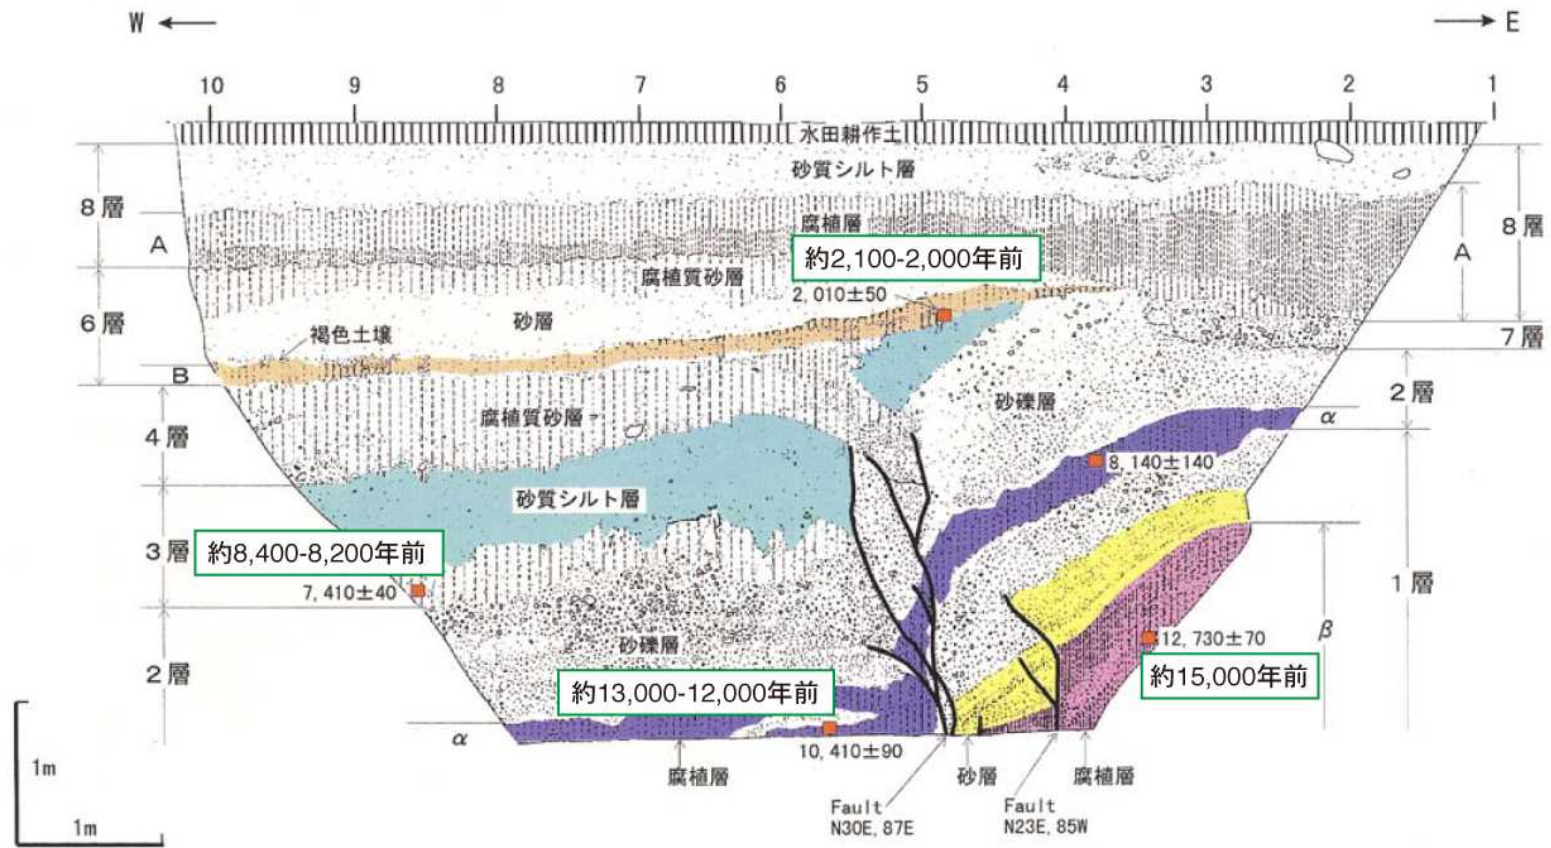 W
E
10 9 8 7 6 5 4 3 2 1
水田耕作土
砂質シルト層
8層
腐植層
8層
A
約2,100-2,000年前
A
腐植質砂層
2,010±50
6層
砂層
褐色土壌
7層
B
2層
砂礫層
腐植質砂層
α
4層
8,140±140
砂質シルト層
3層
約8,400-8,200年前
1層
7,410±40
β
12,730±70
砂礫層
2層
約15,000年前
約13,000-12,000年前
α
10,410±90
1m
腐植層
砂層
腐植層
Fault
N30E, 87E
Fault
N23E, 85W
1m